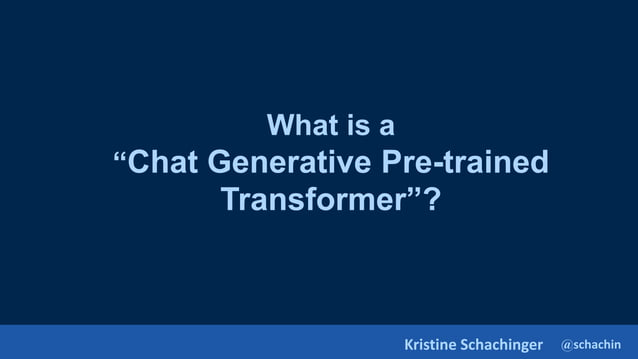 What is a
“Chat Generative Pre-trained
Transformer”?
Kristine Schachinger @schachin